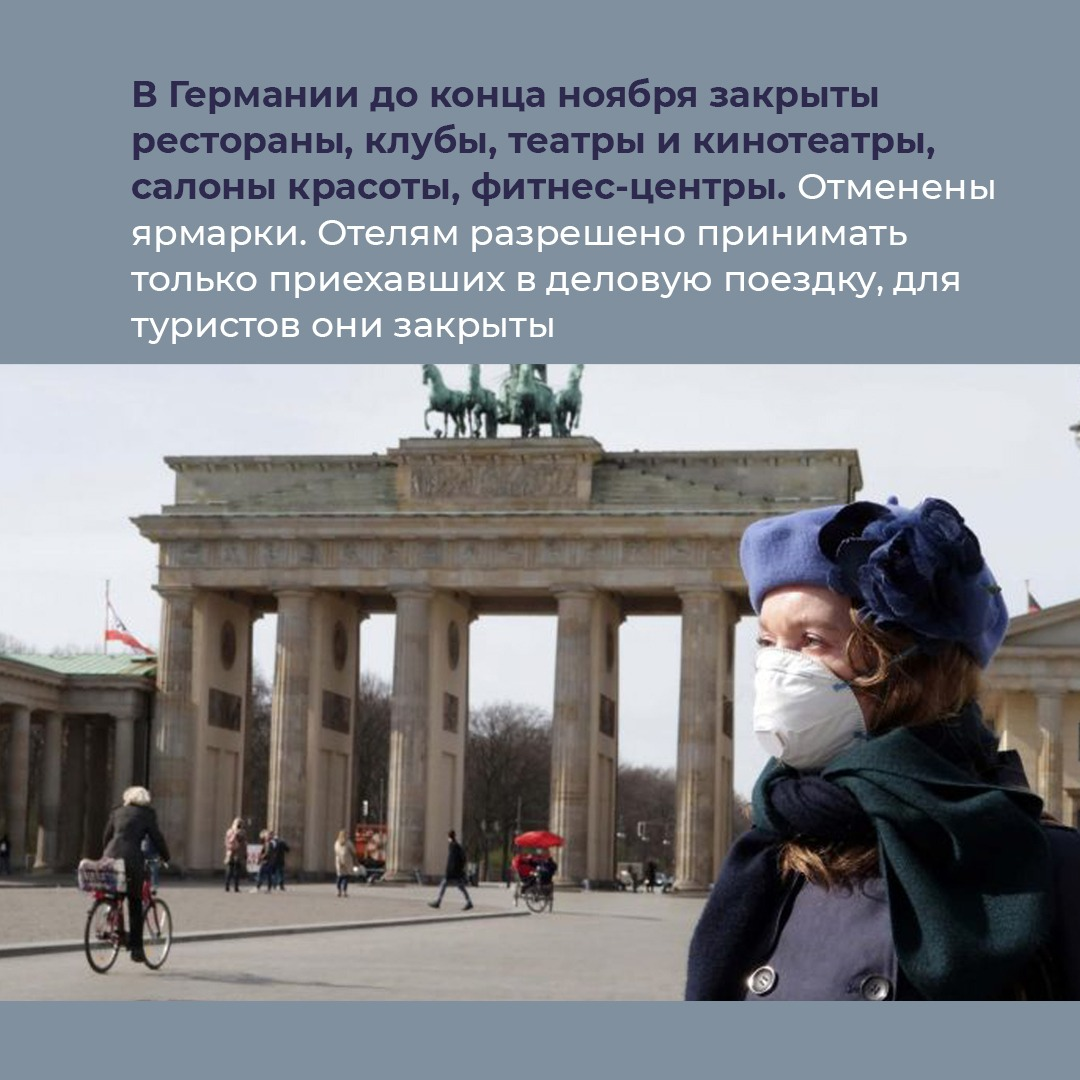 В Германии до конца ноября закрыты
рестораны, клубы, театры и кинотеатры,
салоны красоты, фитнес-центры. Отменены
ярмарки. Отелям разрешено принимать
только приехавших в деловую поездку, для
туристов они закрыты